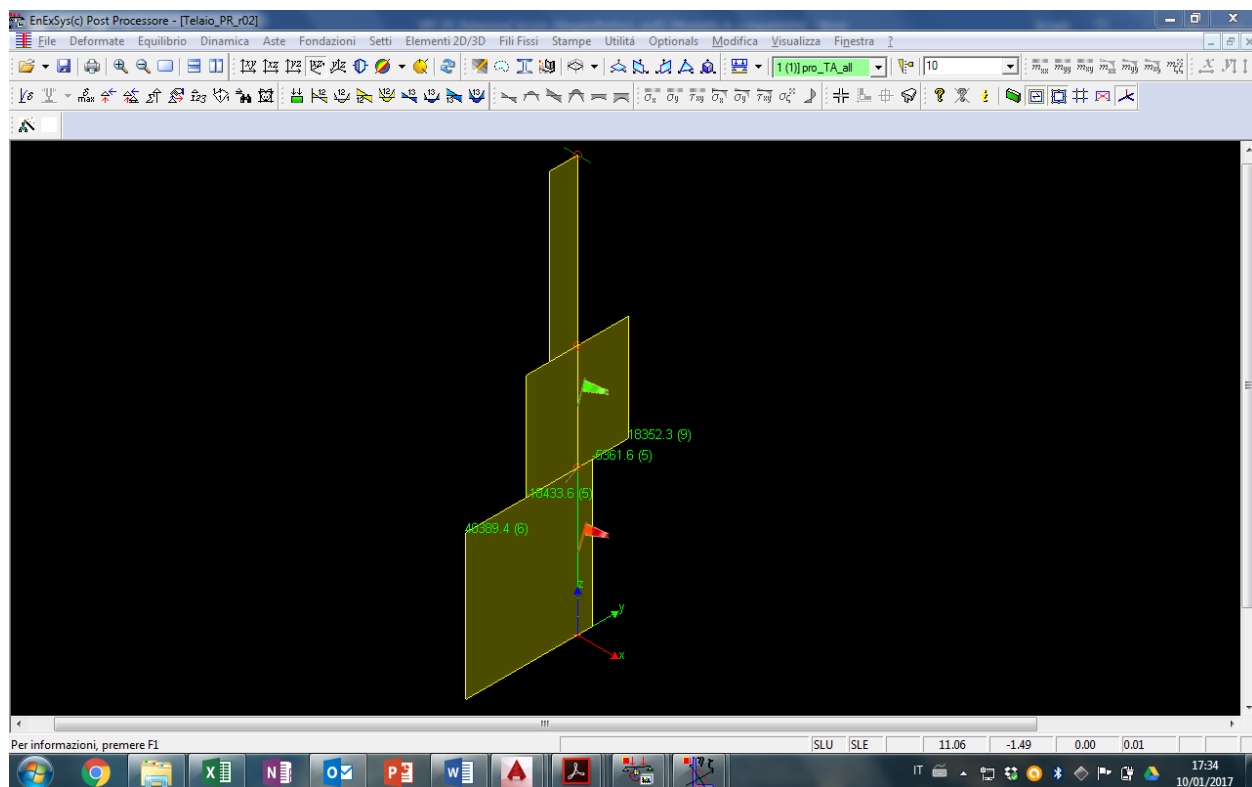 EnExSys(c) Post Processore - [Telaio_PR_r02]
File Deformate Equilibrio Dinamica Aste Fondazioni Setti Elementi 2D/3D Fili Fissi Stampe Utilitá Optionals Modifica Visualizza Finestra ?
1 (1)] pro_TA_all 10
18352.3 (9)
-5361.6 (5)
-18433.6 (5)
40389.4 (6)
z
y
x
Per informazioni, premere F1 SLU SLE 11.06 -1.49 0.00 0.01
IT 17:34
10/01/2017